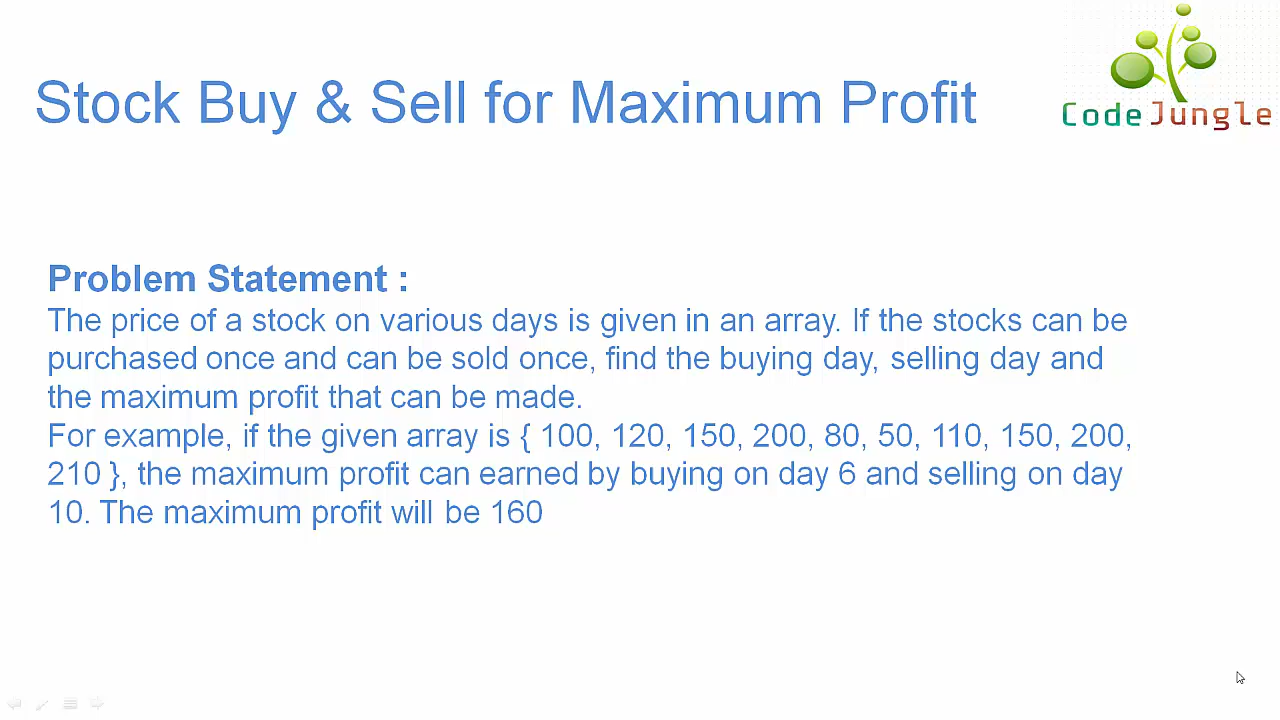 Stock Buy & Sell for Maximum Profit
CodeJungle
Problem Statement :
The price of a stock on various days is given in an array. If the stocks can be
purchased once and can be sold once, find the buying day, selling day and
the maximum profit that can be made.
For example, if the given array is { 100, 120, 150, 200, 80, 50, 110, 150, 200,
210 }, the maximum profit can earned by buying on day 6 and selling on day
10. The maximum profit will be 160